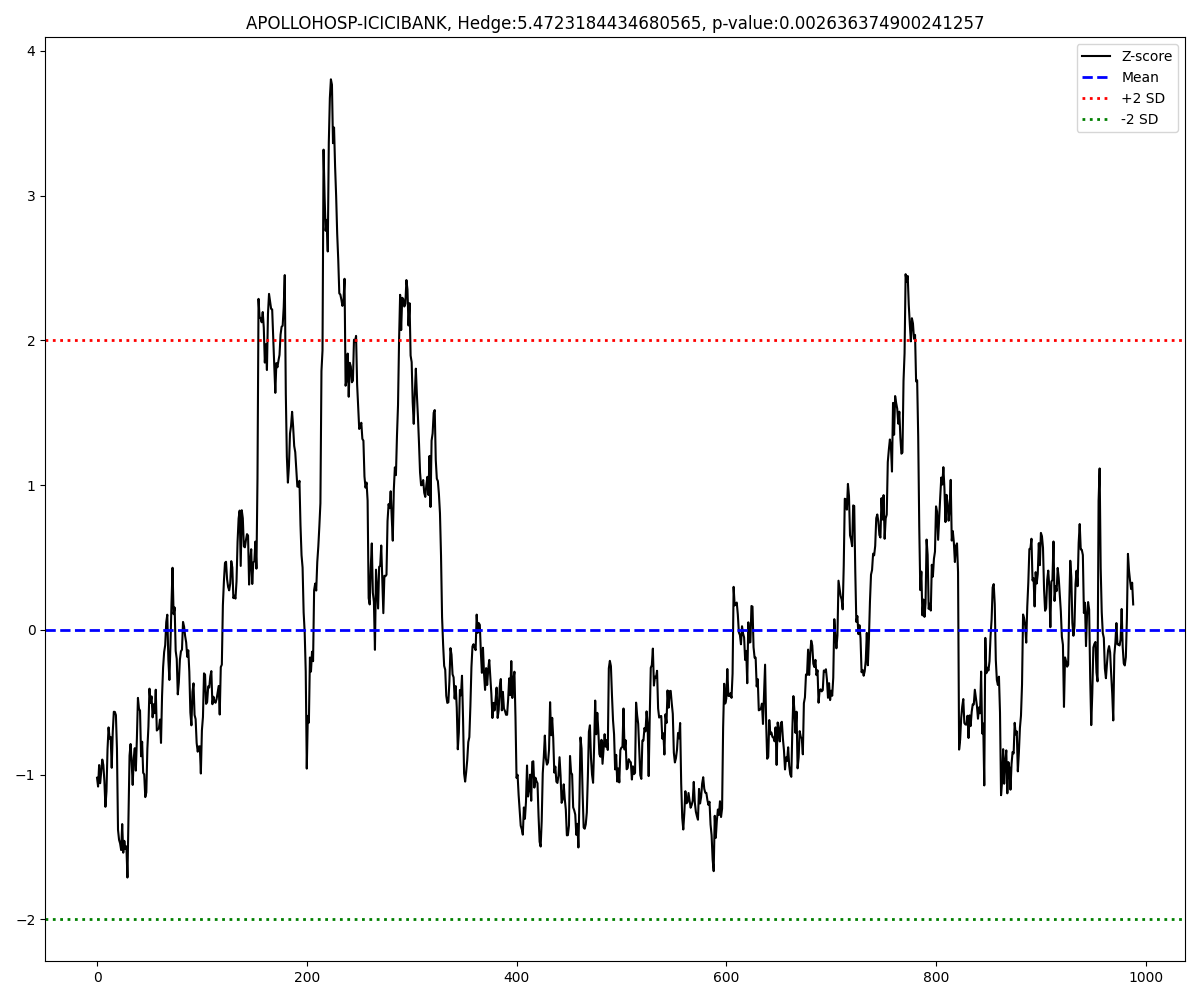 APOLLOHOSP-ICICIBANK, Hedge:5.4723184434680565, p-value:0.002636374900241257
Z-score
Mean
+2 SD
-2 SD
4
3
2
1
0
−1
−2
0 200 400 600 800 1000